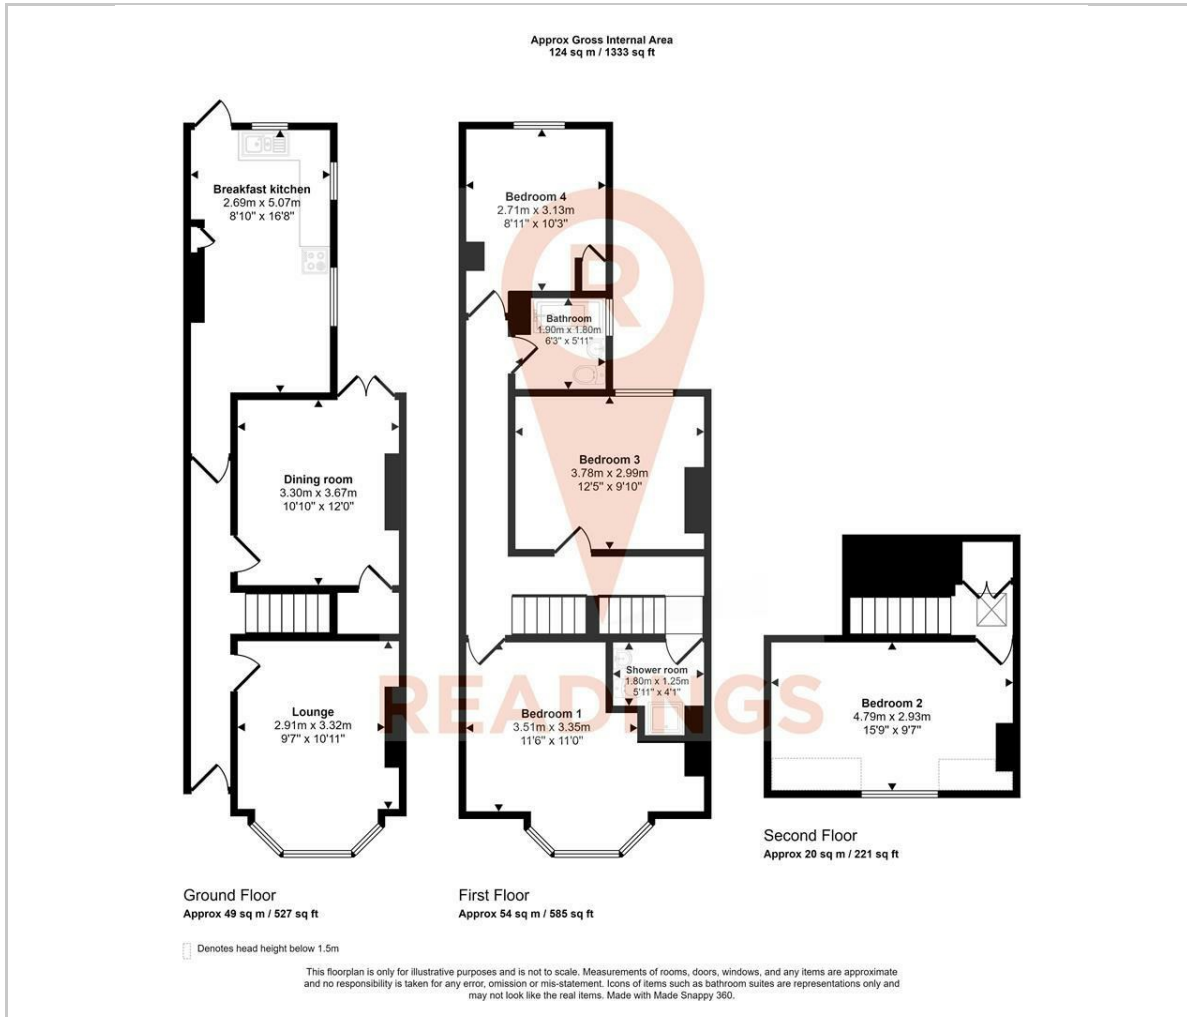 Approx Gross Internal Area
124 sq m / 1333 sq ft
Breakfast kitchen
2.69m x 5.07m
8'10" x 16'8"
Dining room
3.30m x 3.67m
10'10" x 12'0"
Lounge
2.91m x 3.32m
9'7" x 10'11"
Ground Floor
Approx 49 sq m / 527 sq ft
Denotes head height below 1.5m
Bedroom 4
2.71m x 3.13m
8'11" x 10'3"
R
Bathroom
1.90m x 1.80m
6'3" x 5'11"
Bedroom 3
3.78m x 2.99m
12'5" x 9'10"
Shower room
1.80m x 1.25m
5'11" x 4'1"
READINGS
Bedroom 1
3.51m x 3.35m
11'6" x 11'0"
First Floor
Approx 54 sq m / 585 sq ft
Bedroom 2
4.79m x 2.93m
15'9" x 9'7"
Second Floor
Approx 20 sq m / 221 sq ft
This floorplan is only for illustrative purposes and is not to scale. Measurements of rooms, doors, windows, and any items are approximate
and no responsibility is taken for any error, omission or mis-statement. Icons of items such as bathroom suites are representations only and
may not look like the real items. Made with Made Snappy 360.